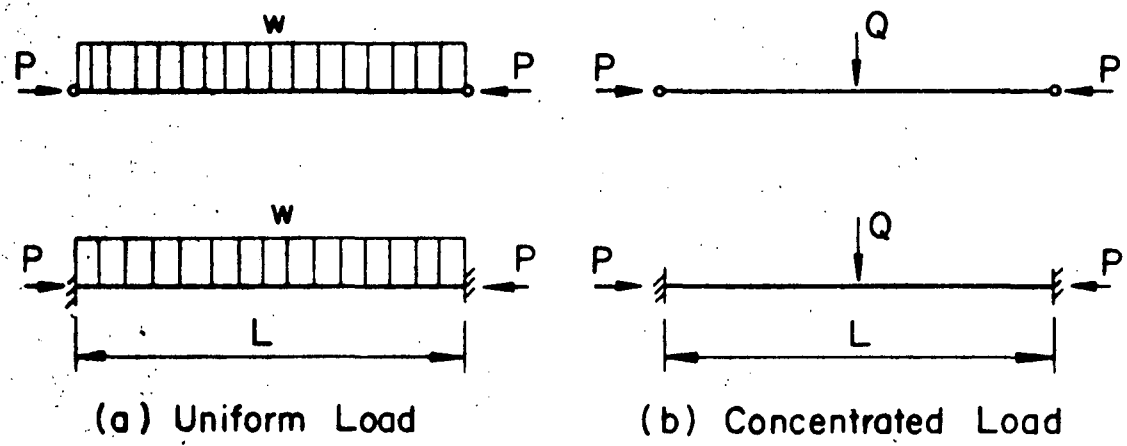 w
P P
Q
P P
w
P P
L
Q
P P
L
(a) Uniform Load
(b) Concentrated Load